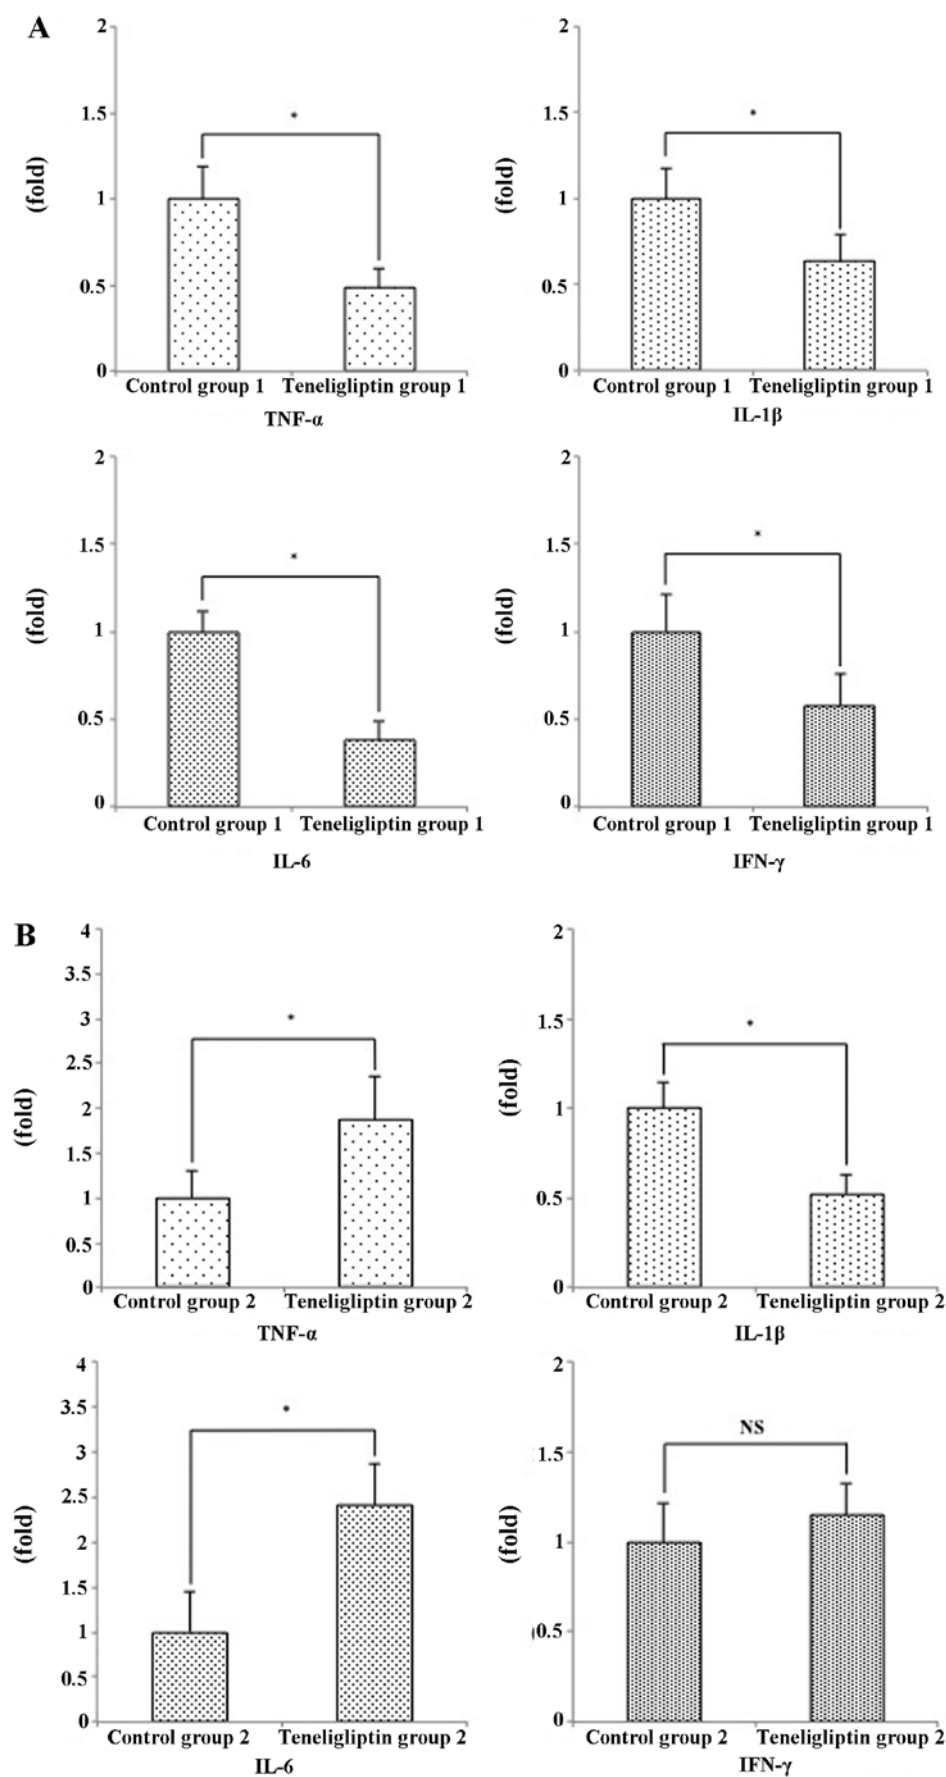 A
2
1.5
1
0.5
0
(fold)
*
Control group 1 Teneligliptin group 1
TNF-α
2
1.5
1
0.5
0
(fold)
*
Control group 1 Teneligliptin group 1
IL-1β
2
1.5
1
0.5
0
(fold)
*
Control group 1 Teneligliptin group 1
IL-6
2
1.5
1
0.5
0
(fold)
*
Control group 1 Teneligliptin group 1
IFN-γ
B
4
3.5
3
2.5
2
1.5
1
0.5
0
(fold)
*
Control group 2 Teneligliptin group 2
TNF-α
2
1.5
1
0.5
0
(fold)
*
Control group 2 Teneligliptin group 2
IL-1β
4
3.5
3
2.5
2
1.5
1
0.5
0
(fold)
*
Control group 2 Teneligliptin group 2
IL-6
2
1.5
1
0.5
0
(fold)
NS
Control group 2 Teneligliptin group 2
IFN-γ